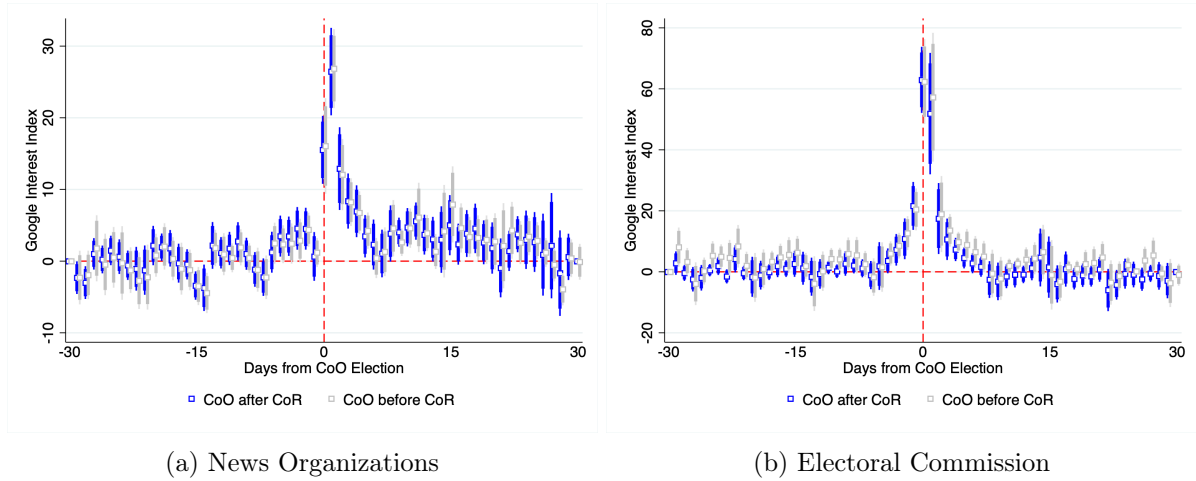 Google Interest Index
30
20
10
0
-10
-30
-15
0
15
30
Days from CoO Election
CoO after CoR
CoO before CoR
(a) News Organizations
Google Interest Index
80
60
40
20
0
-20
-30
-15
0
15
30
Days from CoO Election
CoO after CoR
CoO before CoR
(b) Electoral Commission